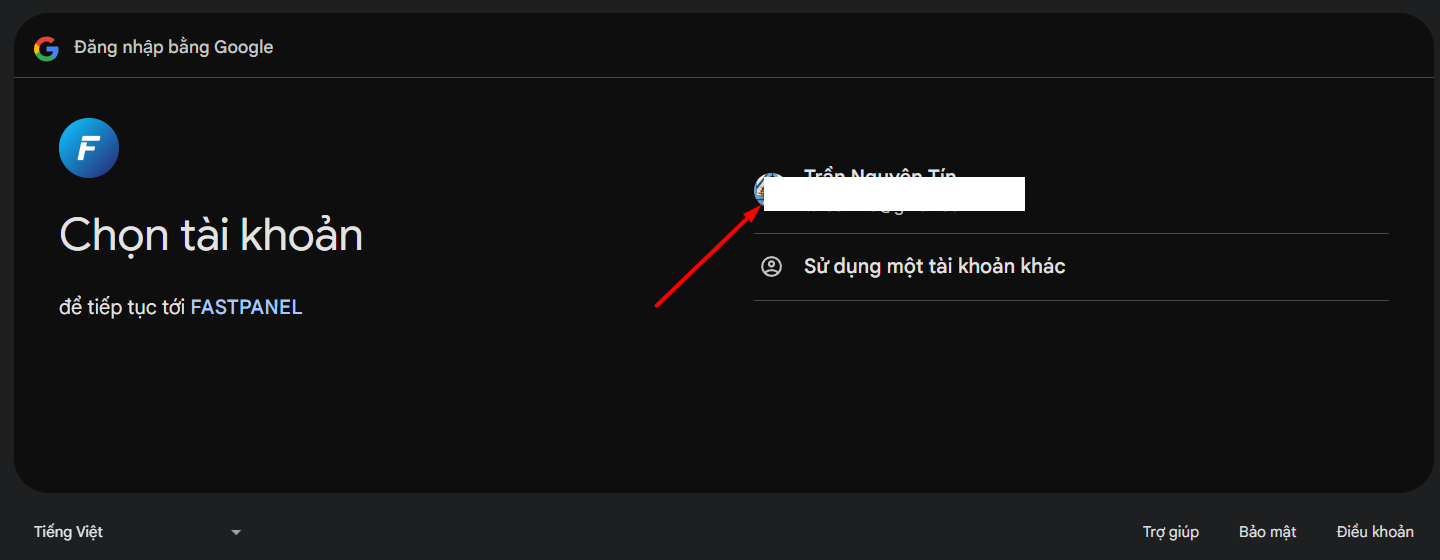 Đăng nhập bằng Google
F
Chọn tài khoản
để tiếp tục tới FASTPANEL
Trần Nguyên Tín
Sử dụng một tài khoản khác
Tiếng Việt
Trợ giúp Bảo mật Điều khoản